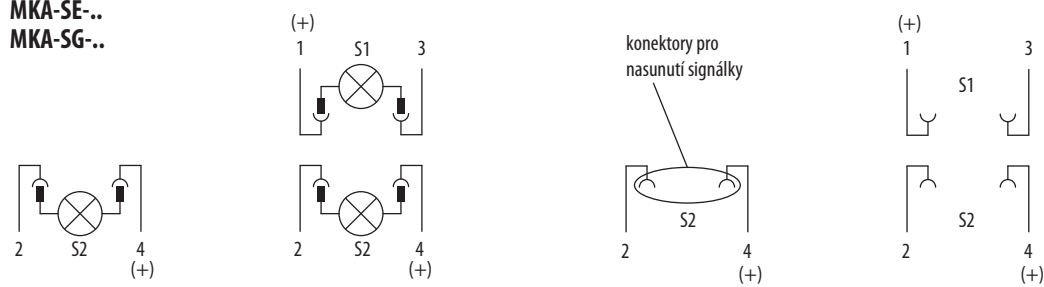 MKA-SE-..
MKA-SG-..
2 S2 4
(+)
(+)
1 S1 3
2 S2 4
(+)
konektory pro
nasunutí signálky
S2
2 4
(+)
(+)
1 3
S1
S2
2 4
(+)